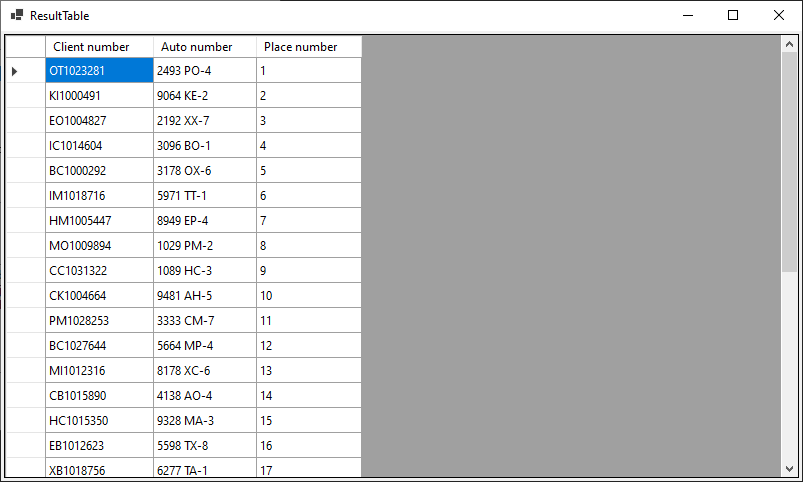 ResultTable
Client number Auto number Place number
OT1023281 2493 PO-4 1
KI1000491 9064 KE-2 2
EO1004827 2192 XX-7 3
IC1014604 3096 BO-1 4
BC1000292 3178 OX-6 5
IM1018716 5971 TT-1 6
HM1005447 8949 EP-4 7
MO1009894 1029 PM-2 8
CC1031322 1089 HC-3 9
CK1004664 9481 AH-5 10
PM1028253 3333 CM-7 11
BC1027644 5664 MP-4 12
MI1012316 8178 XC-6 13
CB1015890 4138 AO-4 14
HC1015350 9328 MA-3 15
EB1012623 5598 TX-8 16
XB1018756 6277 TA-1 17